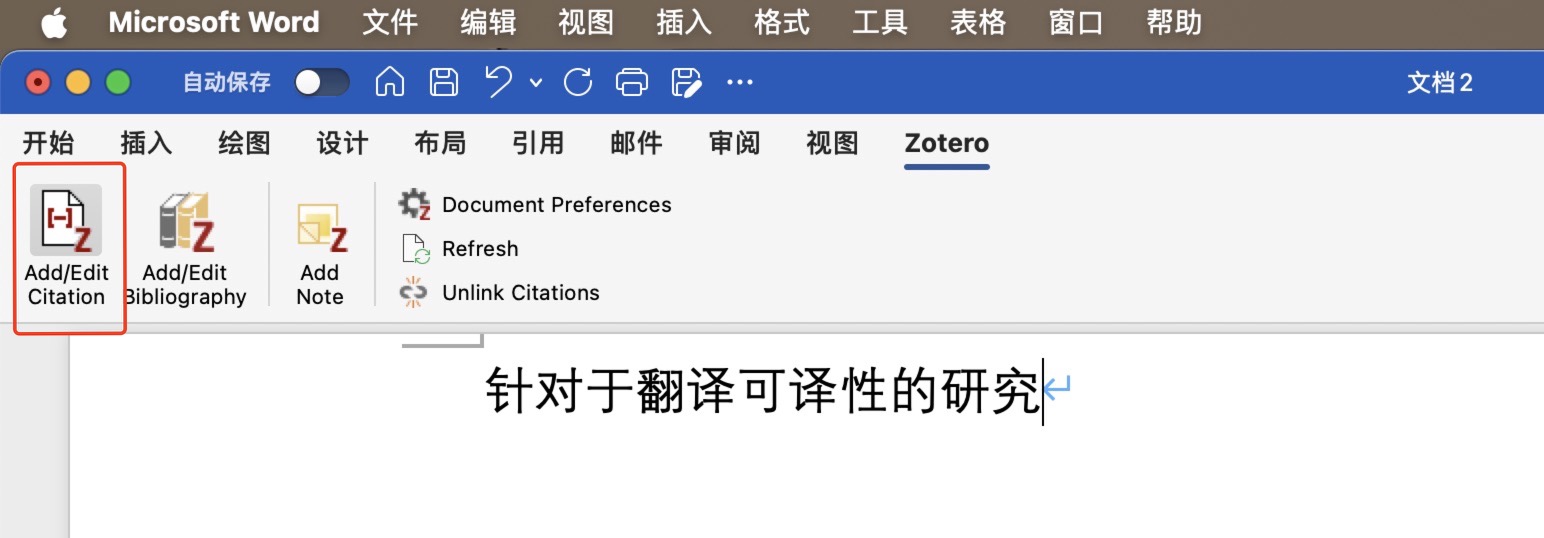 Microsoft Word 文件 编辑 视图 插入 格式 工具 表格 窗口 帮助
自动保存 文档 2
开始 插入 绘图 设计 布局 引用 邮件 审阅 视图 Zotero
Add/Edit
Citation
Add/Edit
Bibliography
Add
Note
Document Preferences
Refresh
Unlink Citations
针对于翻译可译性的研究